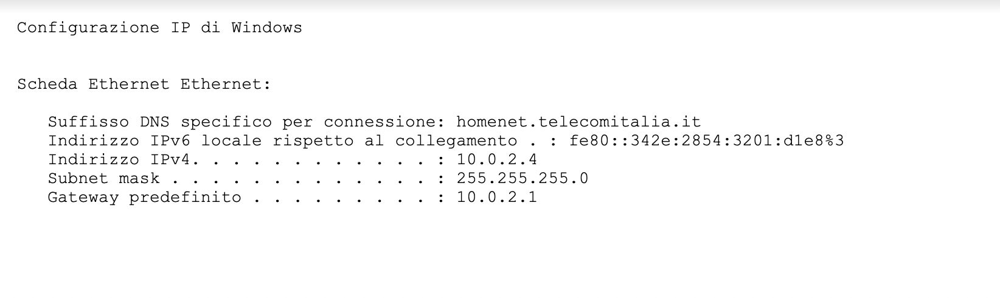 Configurazione IP di Windows
Scheda Ethernet Ethernet:
Suffisso DNS specifico per connessione: homenet.telecomitalia.it
Indirizzo IPv6 locale rispetto al collegamento . : fe80::342e:2854:3201:d1e8%3
Indirizzo IPv4. . . . . . . . . . . . : 10.0.2.4
Subnet mask . . . . . . . . . . . . . : 255.255.255.0
Gateway predefinito . . . . . . . . . : 10.0.2.1